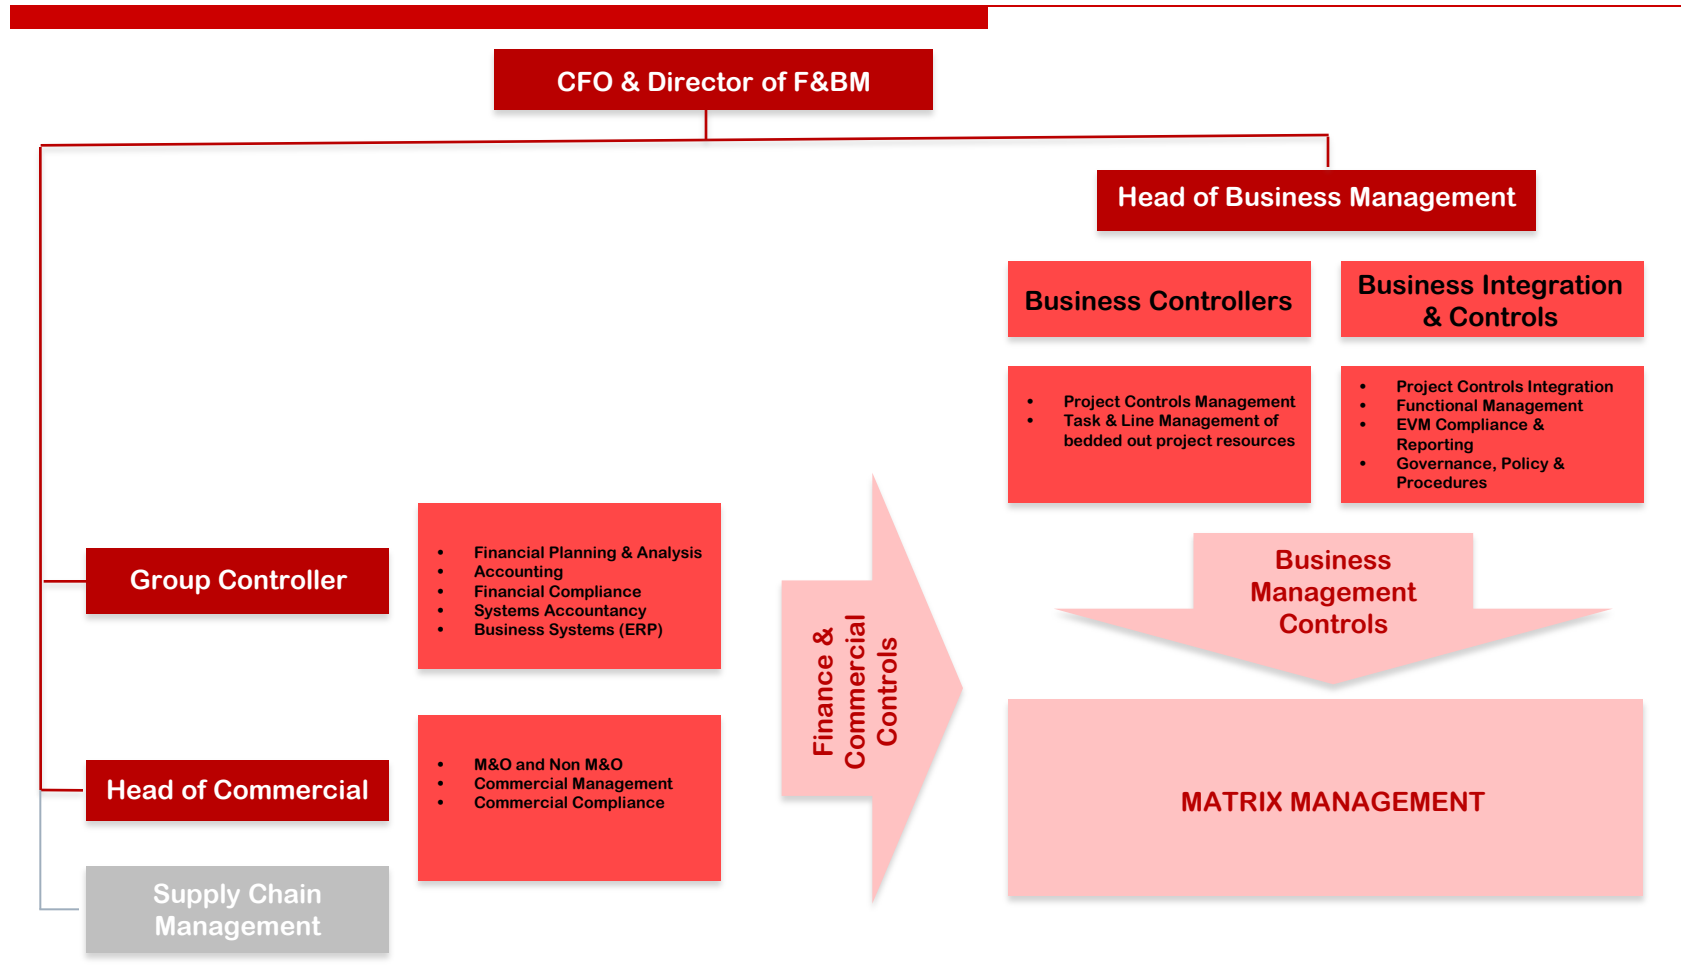 CFO & Director of F&BM
Head of Business Management
Business Controllers
Business Integration
& Controls
• Project Controls Management
• Task & Line Management of
bedded out project resources
• Project Controls Integration
• Functional Management
• EVM Compliance &
Reporting
• Governance, Policy &
Procedures
Group Controller
• Financial Planning & Analysis
• Accounting
• Financial Compliance
• Systems Accountancy
• Business Systems (ERP)
Head of Commercial
• M&O and Non M&O
• Commercial Management
• Commercial Compliance
Supply Chain
Management
Finance &
Commercial
Controls
Business
Management
Controls
MATRIX MANAGEMENT